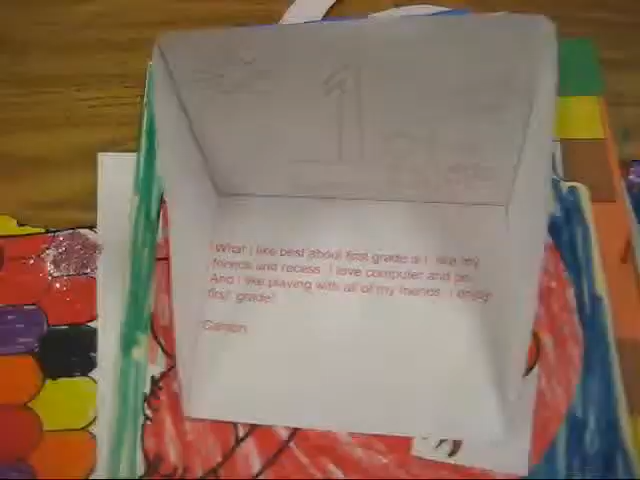 What I like best about first grade is I like my
friends and recess. I love computer and pe.
And I like playing with all of my friends. I enjoy
first grade!
Carson